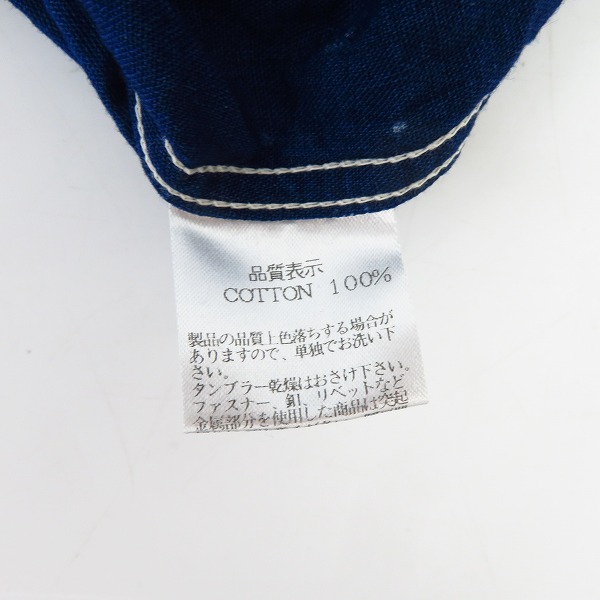 品質表示
COTTON 100%
製品の品質上色落ちする場合が
ありますので、単独でお洗い下
さい。
タンブラー乾燥はおさけ下さい。
ファスナー、釦、リベットなど
金属部分を使用した商品は突起